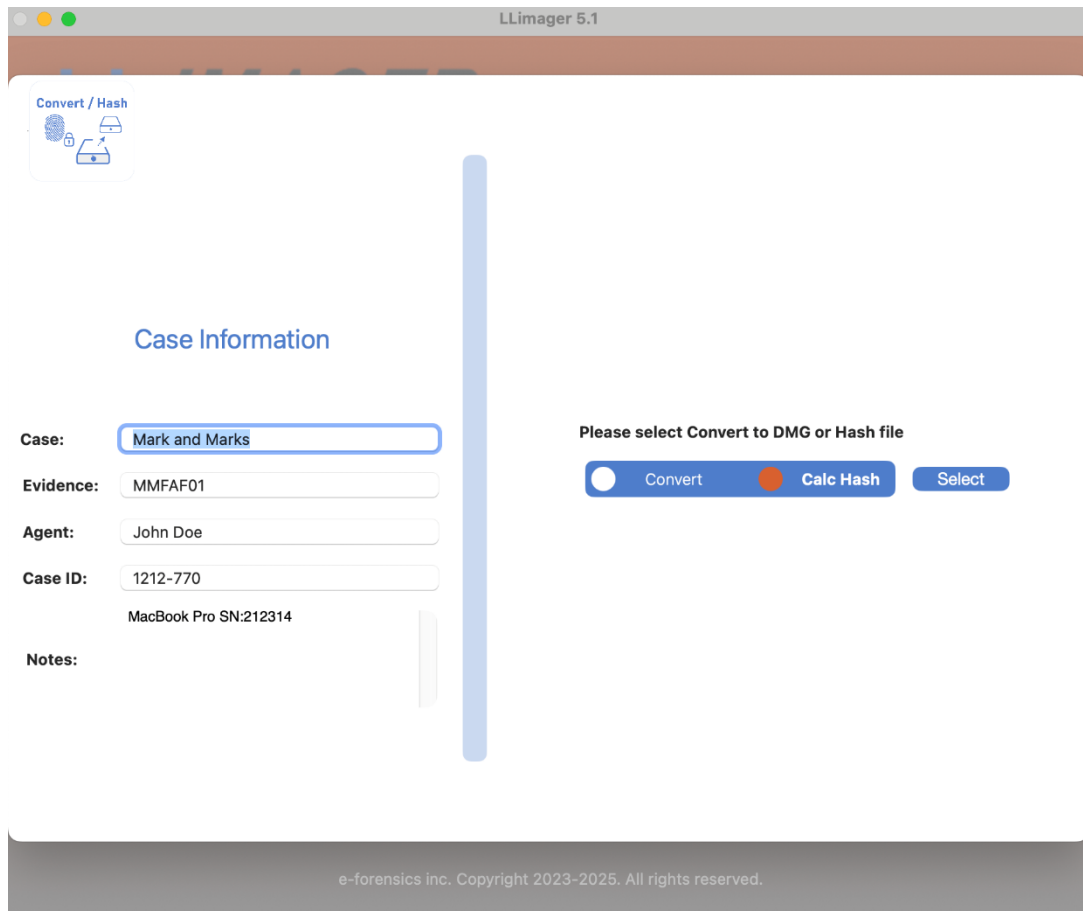 LLimager 5.1
Convert / Hash
Case Information
Case: Mark and Marks
Evidence: MMFAF01
Agent: John Doe
Case ID: 1212-770
MacBook Pro SN:212314
Notes:
Please select Convert to DMG or Hash file
Convert Calc Hash Select
e-forensics inc. Copyright 2023-2025. All rights reserved.